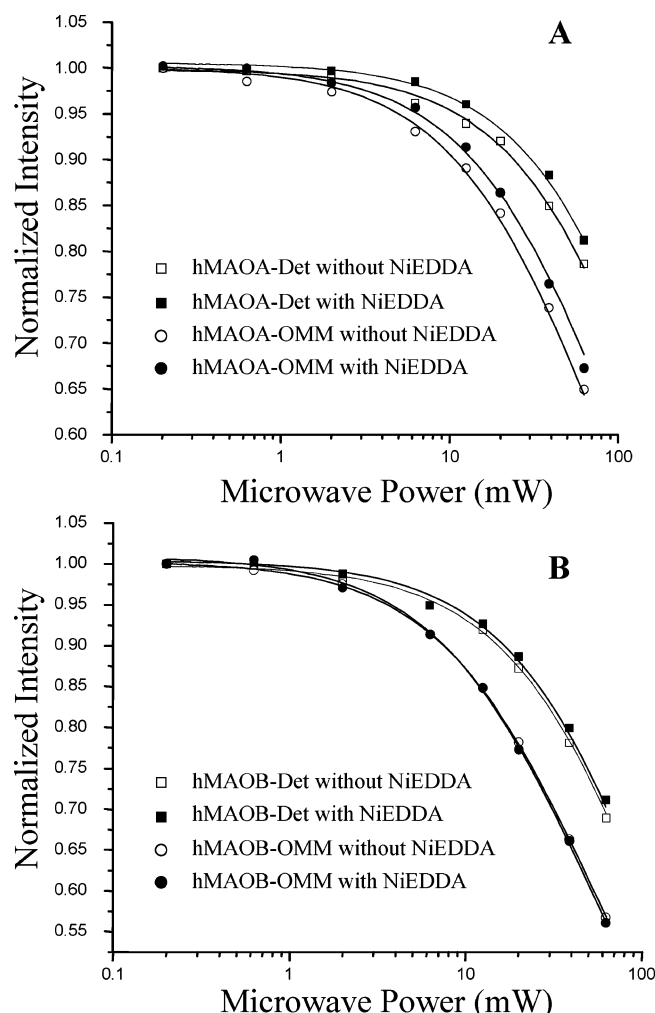 A
1.05
1.00
0.95
0.90
0.85
0.80
0.75
0.70
0.65
0.60
Normalized Intensity
hMAOA-Det without NiEDDA
hMAOA-Det with NiEDDA
hMAOA-OMM without NiEDDA
hMAOA-OMM with NiEDDA
0.1 1 10 100
Microwave Power (mW)
B
1.05
1.00
0.95
0.90
0.85
0.80
0.75
0.70
0.65
0.60
0.55
Normalized Intensity
hMAOB-Det without NiEDDA
hMAOB-Det with NiEDDA
hMAOB-OMM without NiEDDA
hMAOB-OMM with NiEDDA
0.1 1 10 100
Microwave Power (mW)